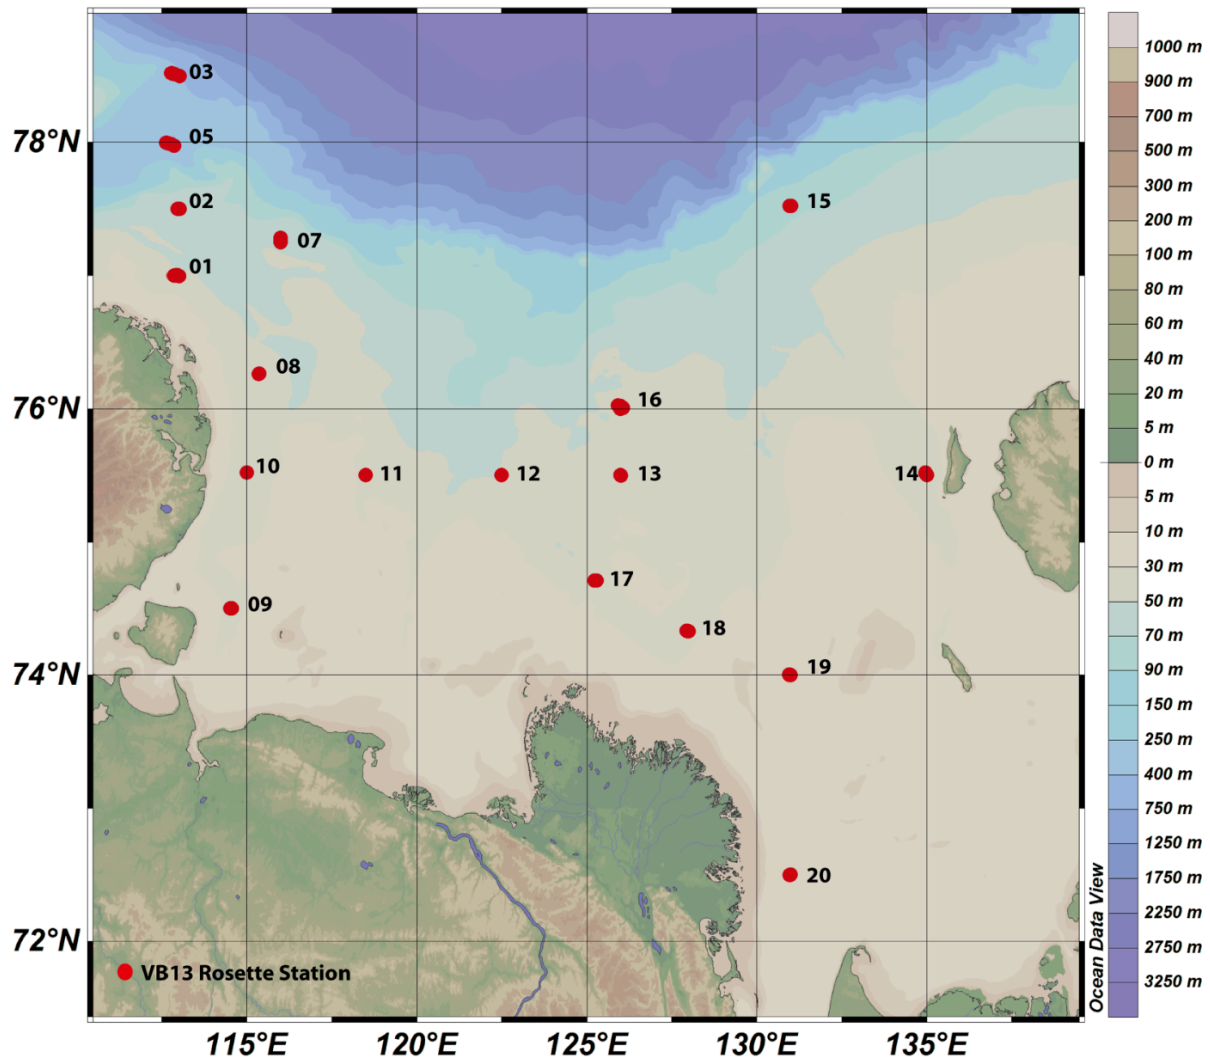 03
05
02
07
01
15
08
16
10
11
12
13
14
17
09
18
19
20
VB13 Rosette Station
78°N
76°N
74°N
72°N
115°E
120°E
125°E
130°E
135°E
1000 m
900 m
700 m
500 m
300 m
200 m
100 m
80 m
60 m
40 m
20 m
5 m
0 m
5 m
10 m
30 m
50 m
70 m
90 m
150 m
250 m
400 m
750 m
1250 m
1750 m
2250 m
2750 m
3250 m
Ocean Data View